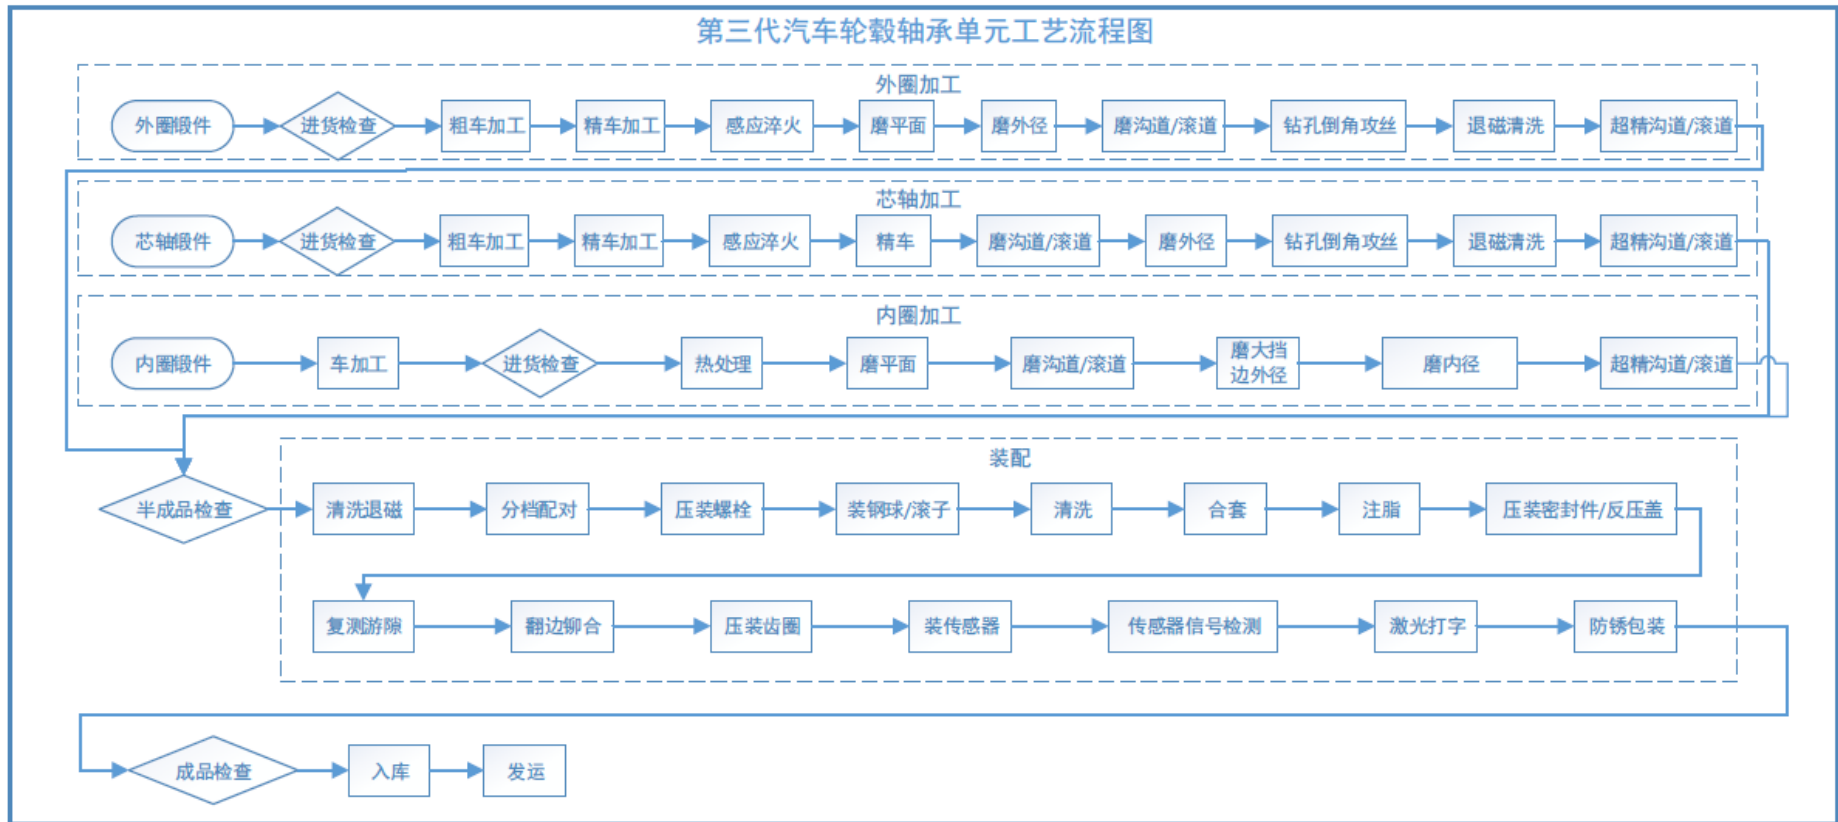 第三代汽车轮毂轴承单元工艺流程图
外圈加工
外圈锻件
进货检查
粗车加工
精车加工
感应淬火
磨平面
磨外径
磨沟道/滚道
钻孔倒角攻丝
退磁清洗
超精沟道/滚道
芯轴加工
芯轴锻件
进货检查
粗车加工
精车加工
感应淬火
精车
磨沟道/滚道
磨外径
钻孔倒角攻丝
退磁清洗
超精沟道/滚道
内圈加工
内圈锻件
车加工
进货检查
热处理
磨平面
磨沟道/滚道
磨大挡
边外径
磨内径
超精沟道/滚道
装配
半成品检查
清洗退磁
分档配对
压装螺栓
装钢球/滚子
清洗
合套
注脂
压装密封件/反压盖
复测游隙
翻边铆合
压装齿圈
装传感器
传感器信号检测
激光打字
防锈包装
成品检查
入库
发运